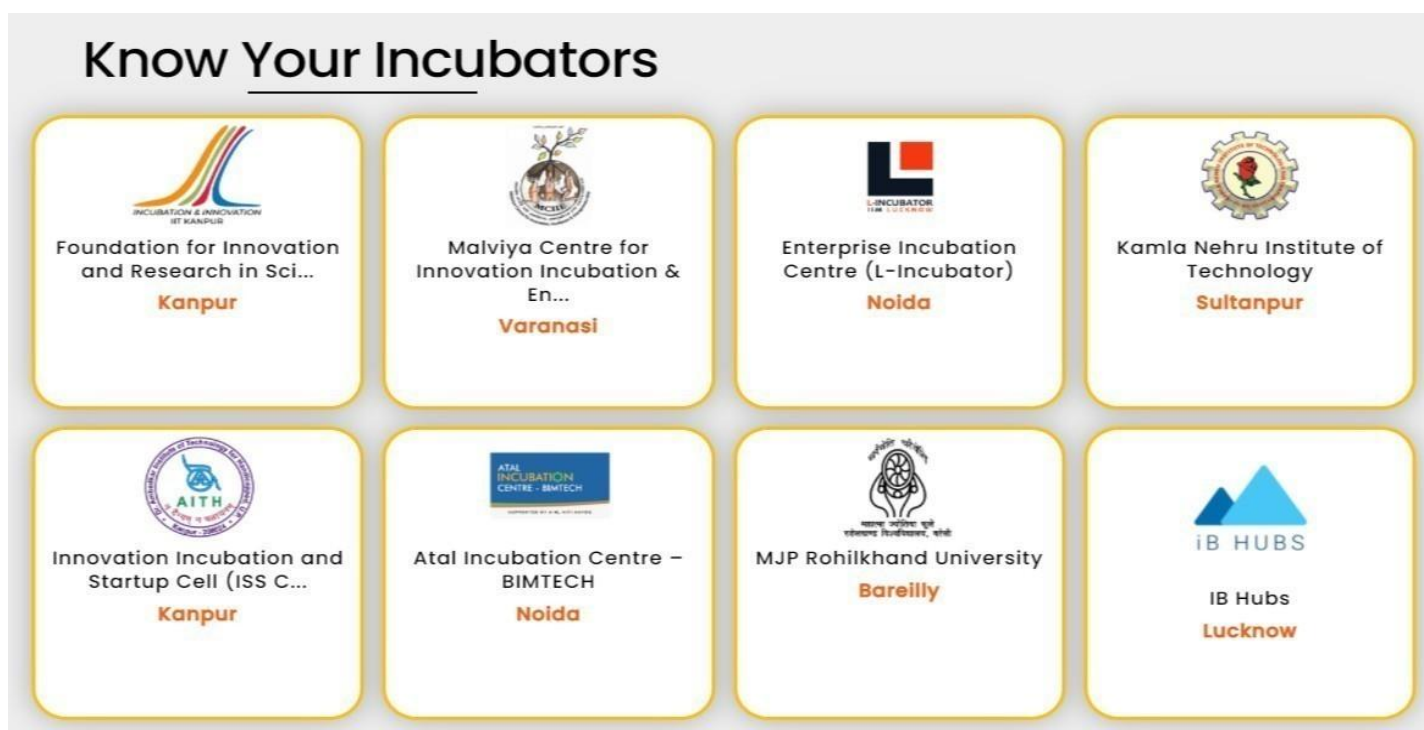 Know Your Incubators
INCUBATION & INNOVATION
IIT KANPUR
Foundation for Innovation
and Research in Sci...
Kanpur
MCIIE
Malviya Centre for
Innovation Incubation &
En...
Varanasi
L-INCUBATOR
IIM LUCKNOW
Enterprise Incubation
Centre (L-Incubator)
Noida
Kamla Nehru Institute of
Technology
Sultanpur
AITH
Innovation Incubation and
Startup Cell (ISS C...
Kanpur
ATAL
INCUBATION
CENTRE - BIMTECH
Atal Incubation Centre –
BIMTECH
Noida
MJP Rohilkhand University
Bareilly
iB HUBS
IB Hubs
Lucknow